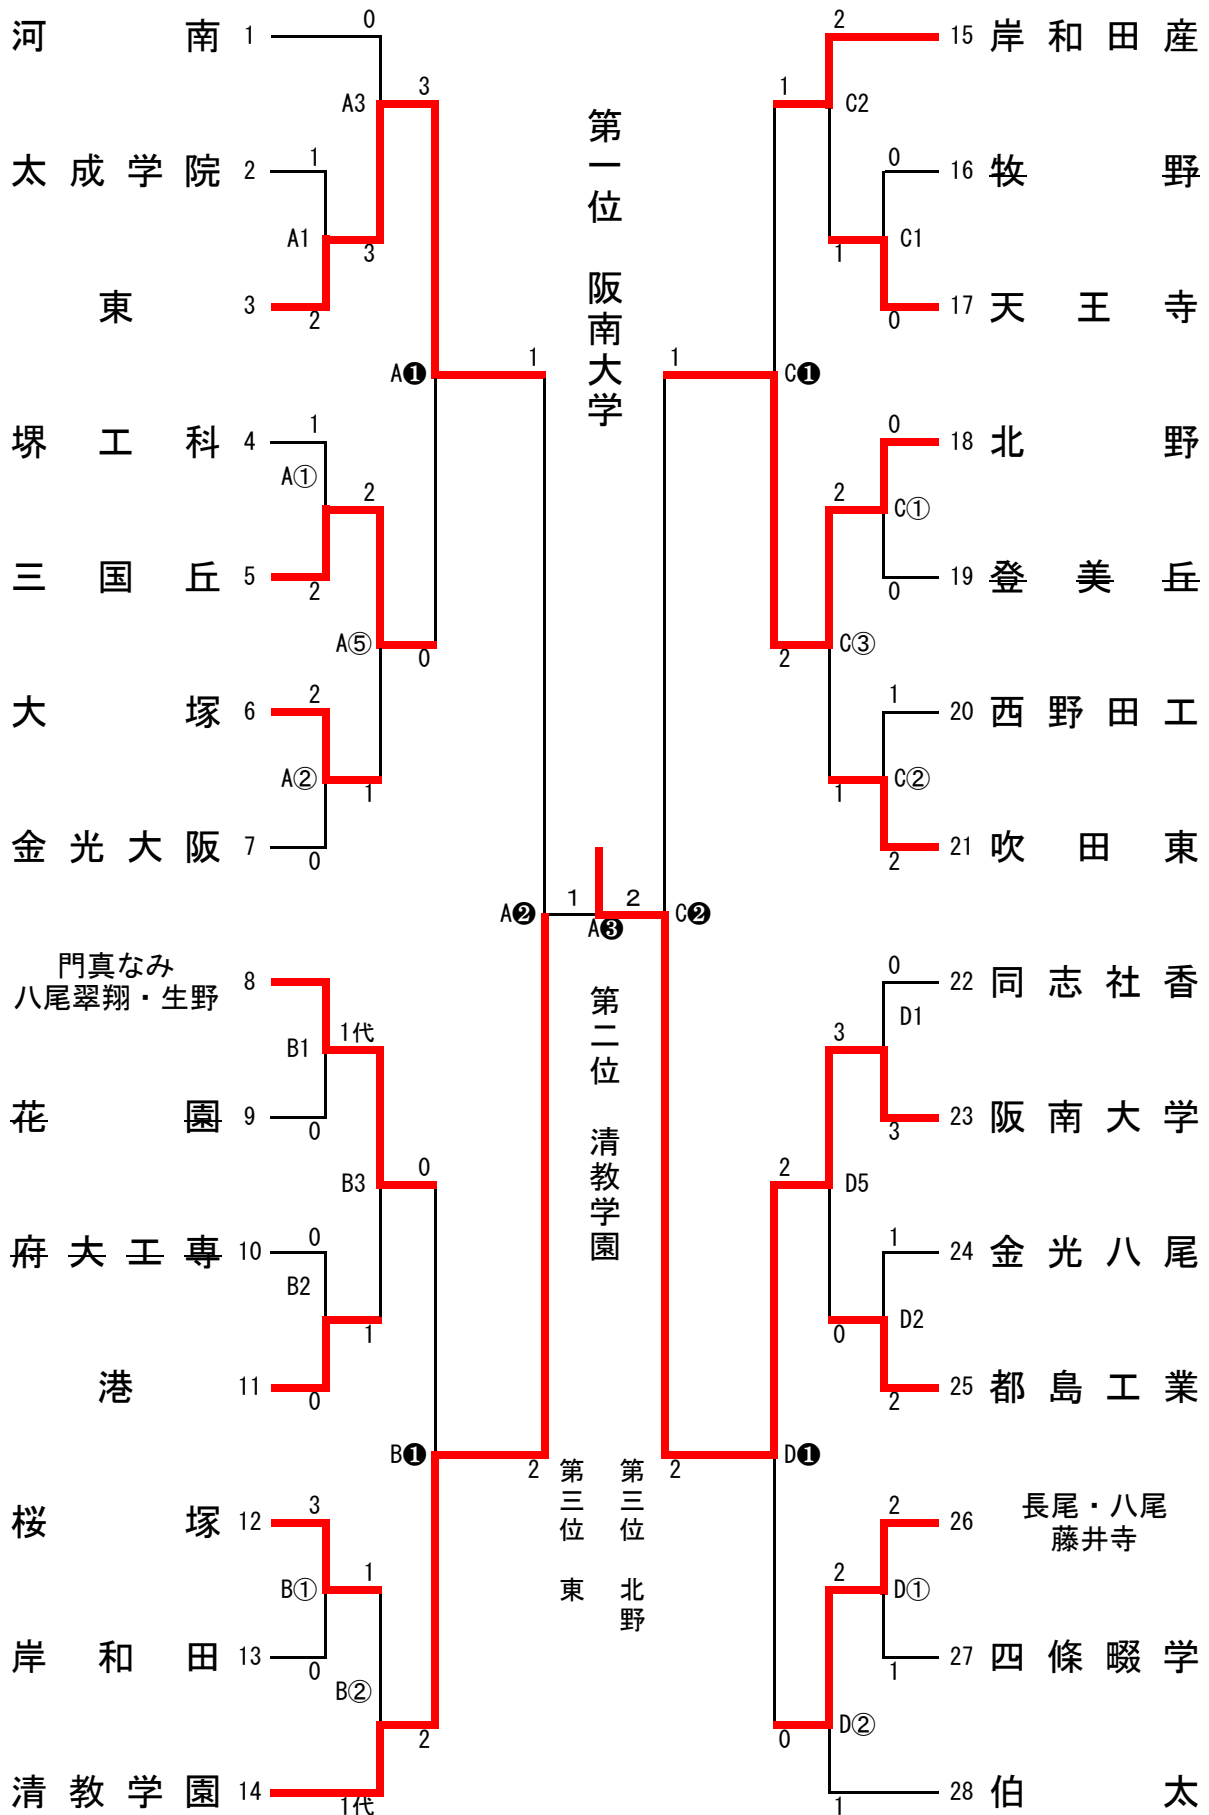 河南 1
0
A3
3
太成学院 2
1
A1
3
東 3
2
A❶
1
堺工科 4
1
A①
2
三国丘 5
2
A⑤
0
大塚 6
2
A②
1
金光大阪 7
0
A❷
1
A❸
2
C❷
門真なみ
八尾翠翔・生野
8
B1
1代
花園 9
0
B3
0
府大工専 10
0
B2
1
港 11
0
B❶
2
桜塚 12
3
B①
1
岸和田 13
0
B②
2
清教学園 14
1代
第一位 阪南大学
第二位 清教学園
第三位 東
第三位 北野
2
15 岸和田産
1
C2
0
16 牧野
C1
1
17 天王寺
0
1
C❶
0
18 北野
2
C①
19 登美丘
0
C③
2
1
20 西野田工
C②
1
21 吹田東
2
0
22 同志社香
D1
3
23 阪南大学
3
2
D5
1
24 金光八尾
D2
0
25 都島工業
2
D❶
2
2
26
長尾・八尾
藤井寺
2
D①
27 四條畷学
1
D②
0
28 伯太
1